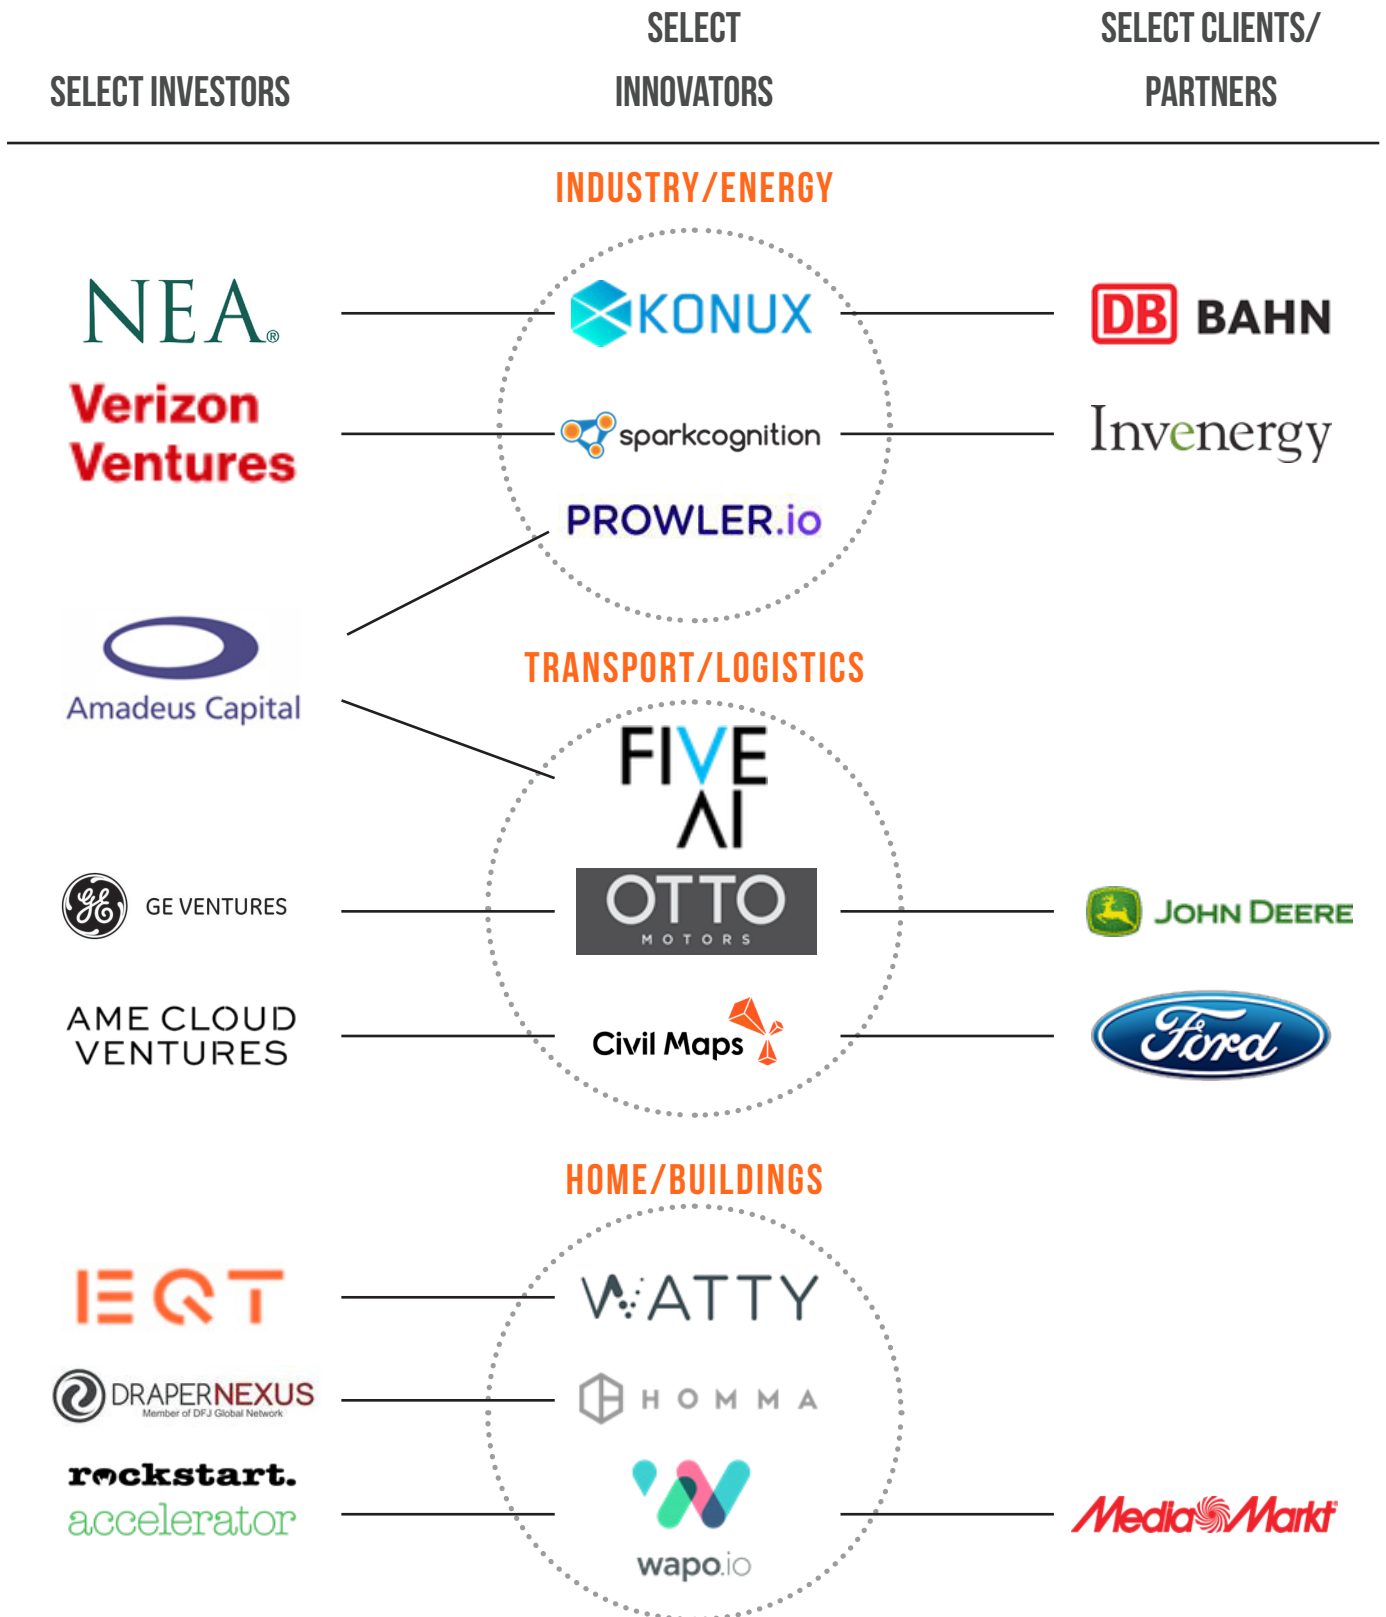 SELECT INVESTORS
SELECT
INNOVATORS
SELECT CLIENTS/
PARTNERS
INDUSTRY/ENERGY
NEA®
KONUX
DB BAHN
Verizon
Ventures
sparkcognition
Invenergy
PROWLER.io
Amadeus Capital
TRANSPORT/LOGISTICS
FIVE
AI
GE GE VENTURES
OTTO
MOTORS
JOHN DEERE
AME CLOUD
VENTURES
Civil Maps
Ford
HOME/BUILDINGS
EQT
WATTY
DRAPERNEXUS
Member of DFJ Global Network
HOMMA
rockstart.
accelerator
wapo.io
MediaMarkt